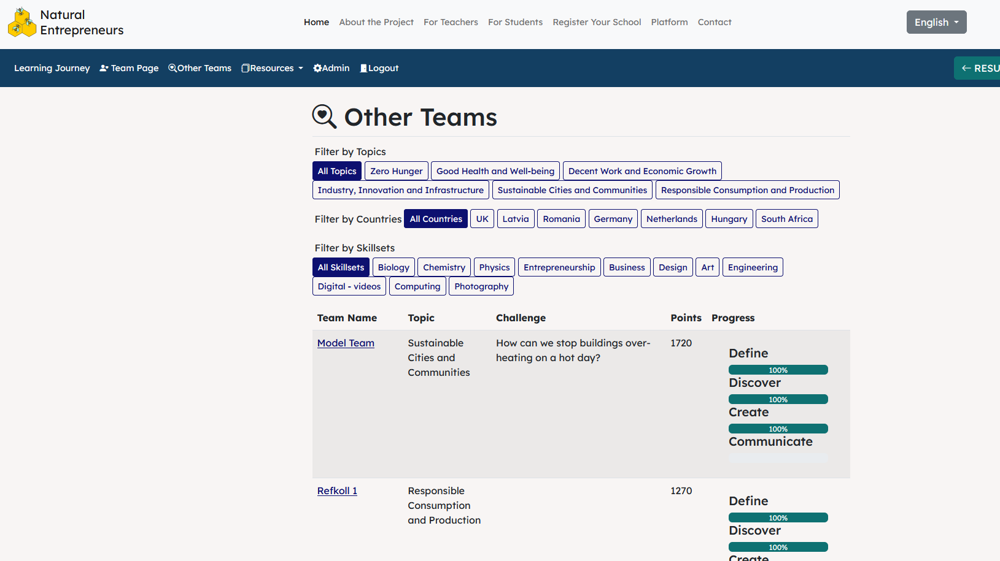 Natural
Entrepreneurs
Home About the Project For Teachers For Students Register Your School Platform Contact
English
Learning Journey Team Page Other Teams Resources Admin Logout
← RESU
Other Teams
Filter by Topics
All Topics Zero Hunger Good Health and Well-being Decent Work and Economic Growth
Industry, Innovation and Infrastructure Sustainable Cities and Communities Responsible Consumption and Production
Filter by Countries All Countries UK Latvia Romania Germany Netherlands Hungary South Africa
Filter by Skillsets
All Skillsets Biology Chemistry Physics Entrepreneurship Business Design Art Engineering
Digital - videos Computing Photography
Team Name Topic Challenge Points Progress
Model Team Sustainable How can we stop buildings over- 1720
Cities and heating on a hot day?
Communities
Define
100%
Discover
100%
Create
100%
Communicate
Refkoll 1 Responsible 1270
Consumption
and Production
Define
100%
Discover
100%
Create